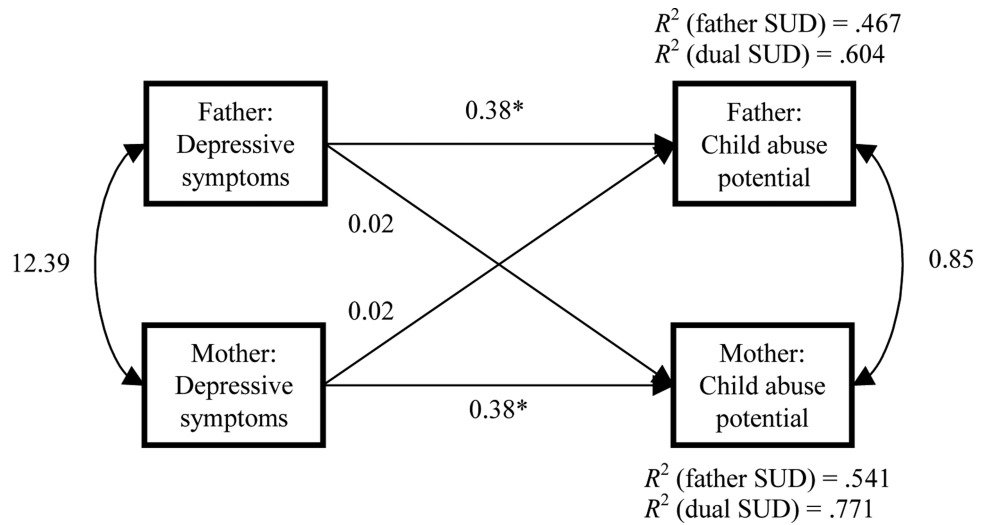 R² (father SUD) = .467
R² (dual SUD) = .604
Father:
Depressive
symptoms
0.38*
Father:
Child abuse
potential
0.02
12.39
0.85
0.02
Mother:
Depressive
symptoms
0.38*
Mother:
Child abuse
potential
R² (father SUD) = .541
R² (dual SUD) = .771